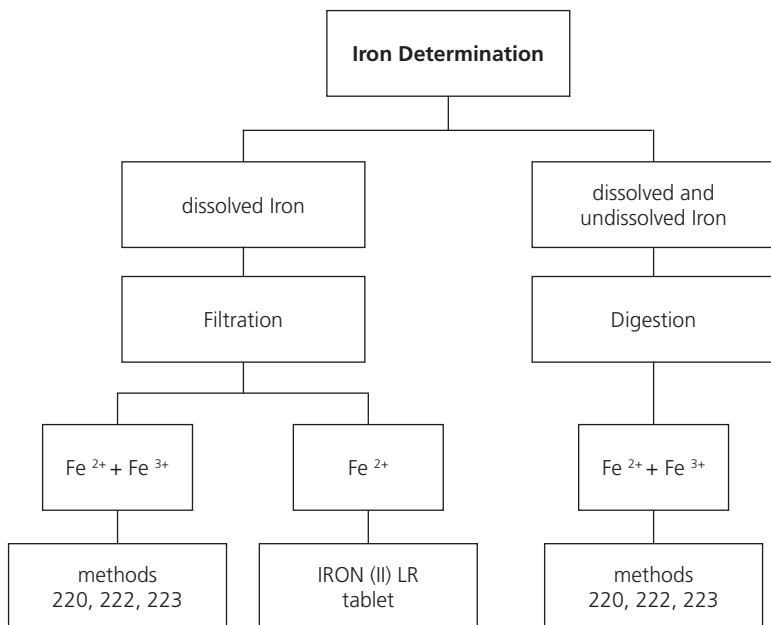 Iron Determination
dissolved Iron
dissolved and
undissolved Iron
Filtration
Digestion
Fe ²⁺ + Fe ³⁺
Fe ²⁺
Fe ²⁺ + Fe ³⁺
methods
220, 222, 223
IRON (II) LR
tablet
methods
220, 222, 223